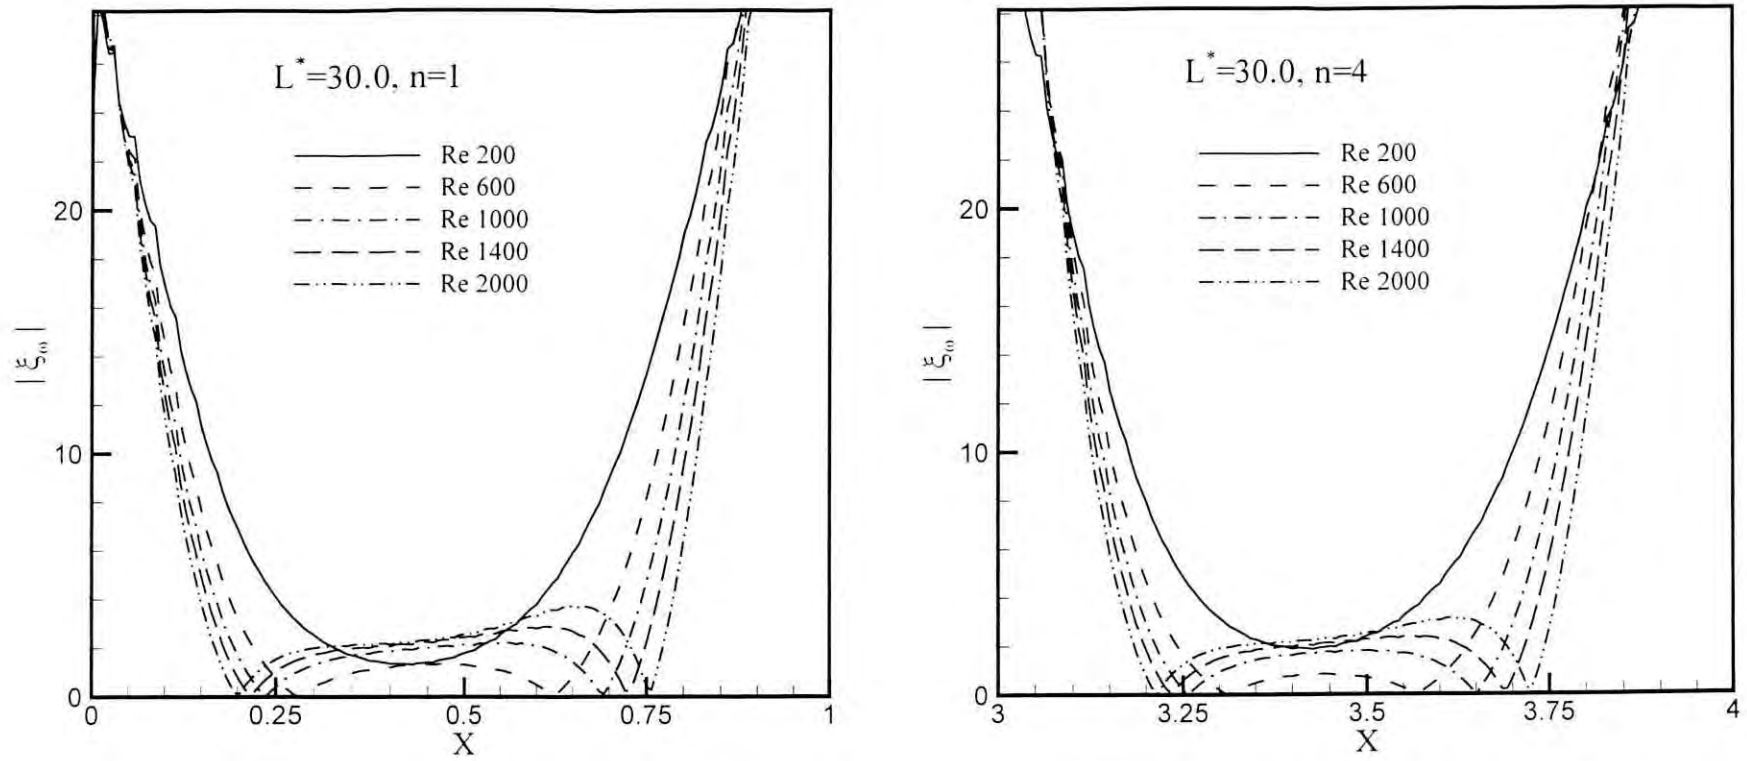 L*=30.0, n=1
Re 200
Re 600
Re 1000
Re 1400
Re 2000
20
10
0
|ξω|
0 0.25 0.5 0.75 1
X
L*=30.0, n=4
Re 200
Re 600
Re 1000
Re 1400
Re 2000
20
10
0
|ξω|
3 3.25 3.5 3.75 4
X